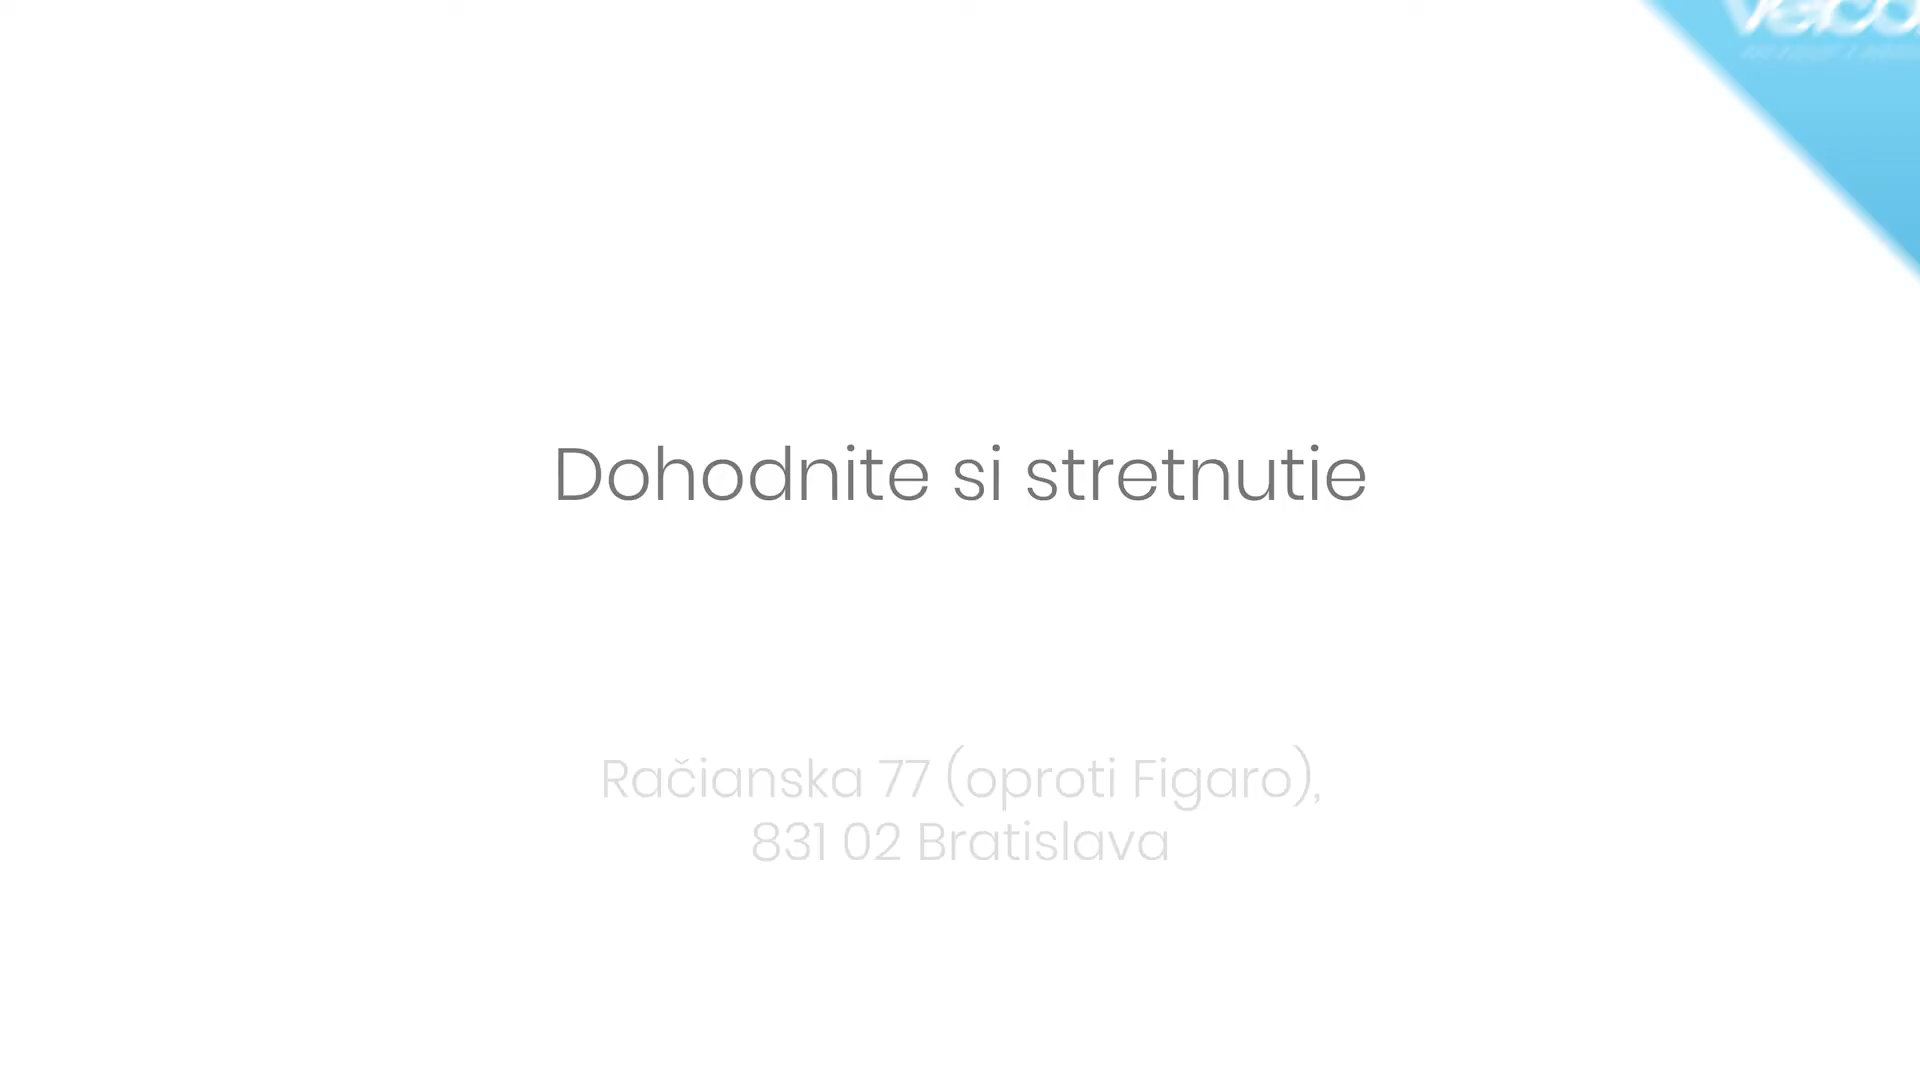 Dohodnite si stretnutie
Račianska 77 (oproti Figaro),
831 02 Bratislava